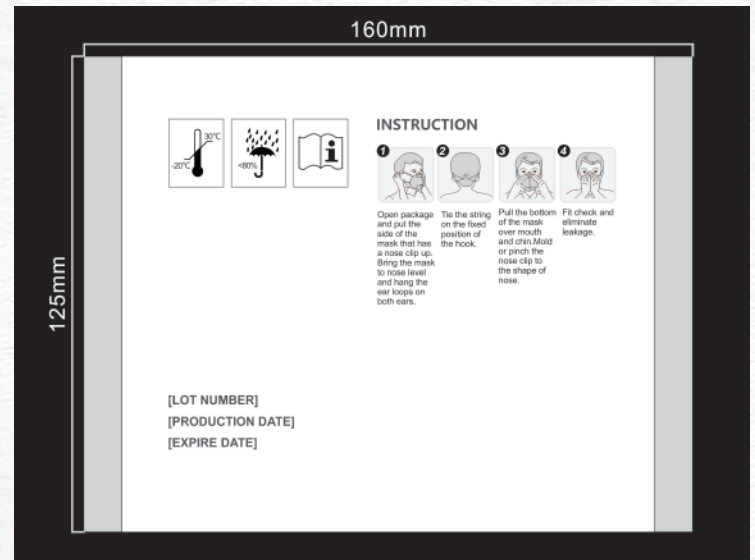 160mm
125mm
30℃
-20℃
<80%
INSTRUCTION
1
Open package
and put the
side of the
mask that has
a nose clip up.
Bring the mask
to nose level
and hang the
ear loops on
both ears.
2
Tie the string
on the fixed
position of
the hook.
3
Pull the bottom
of the mask
over mouth
and chin.Mold
or pinch the
nose clip to
the shape of
nose.
4
Fit check and
eliminate
leakage.
[LOT NUMBER]
[PRODUCTION DATE]
[EXPIRE DATE]